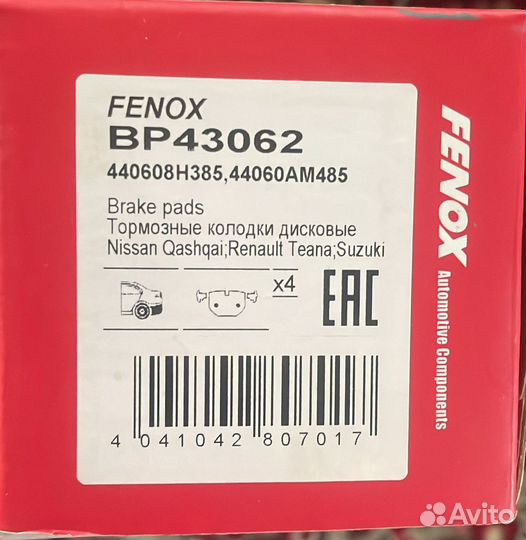 FENOX
BP43062
440608H385,44060AM485
Brake pads
Тормозные колодки дисковые
Nissan Qashqai;Renault Teana;Suzuki
x4
EAC
4 041042 807017
FENOX
Automotive Components
Avito